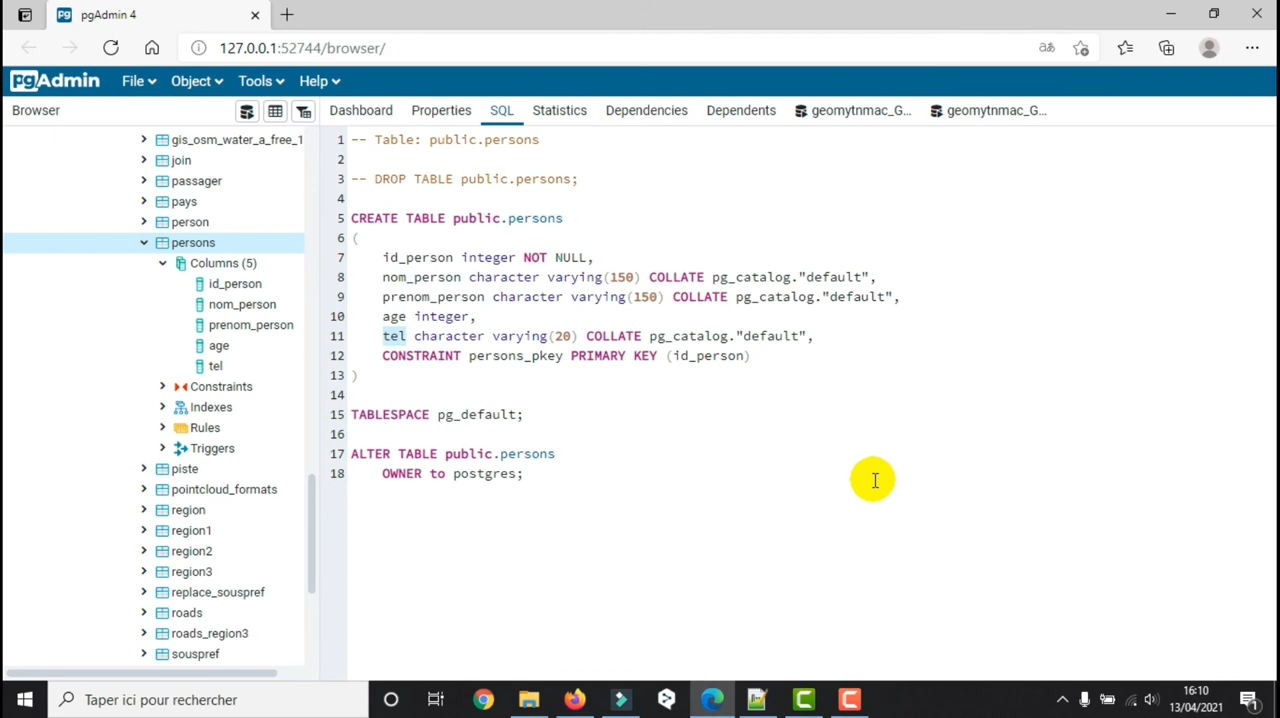 pgAdmin 4
127.0.0.1:52744/browser/
pgAdmin File Object Tools Help
Browser
Dashboard Properties SQL Statistics Dependencies Dependents geomytnmac_G... geomytnmac_G...
gis_osm_water_a_free_1
join
passager
pays
person
persons
Columns (5)
id_person
nom_person
prenom_person
age
tel
Constraints
Indexes
Rules
Triggers
piste
pointcloud_formats
region
region1
region2
region3
replace_souspref
roads
roads_region3
souspref
1 -- Table: public.persons
2
3 -- DROP TABLE public.persons;
4
5 CREATE TABLE public.persons
6 (
7 id_person integer NOT NULL,
8 nom_person character varying(150) COLLATE pg_catalog."default",
9 prenom_person character varying(150) COLLATE pg_catalog."default",
10 age integer,
11 tel character varying(20) COLLATE pg_catalog."default",
12 CONSTRAINT persons_pkey PRIMARY KEY (id_person)
13 )
14
15 TABLESPACE pg_default;
16
17 ALTER TABLE public.persons
18 OWNER to postgres;
Taper ici pour rechercher
16:10
13/04/2021